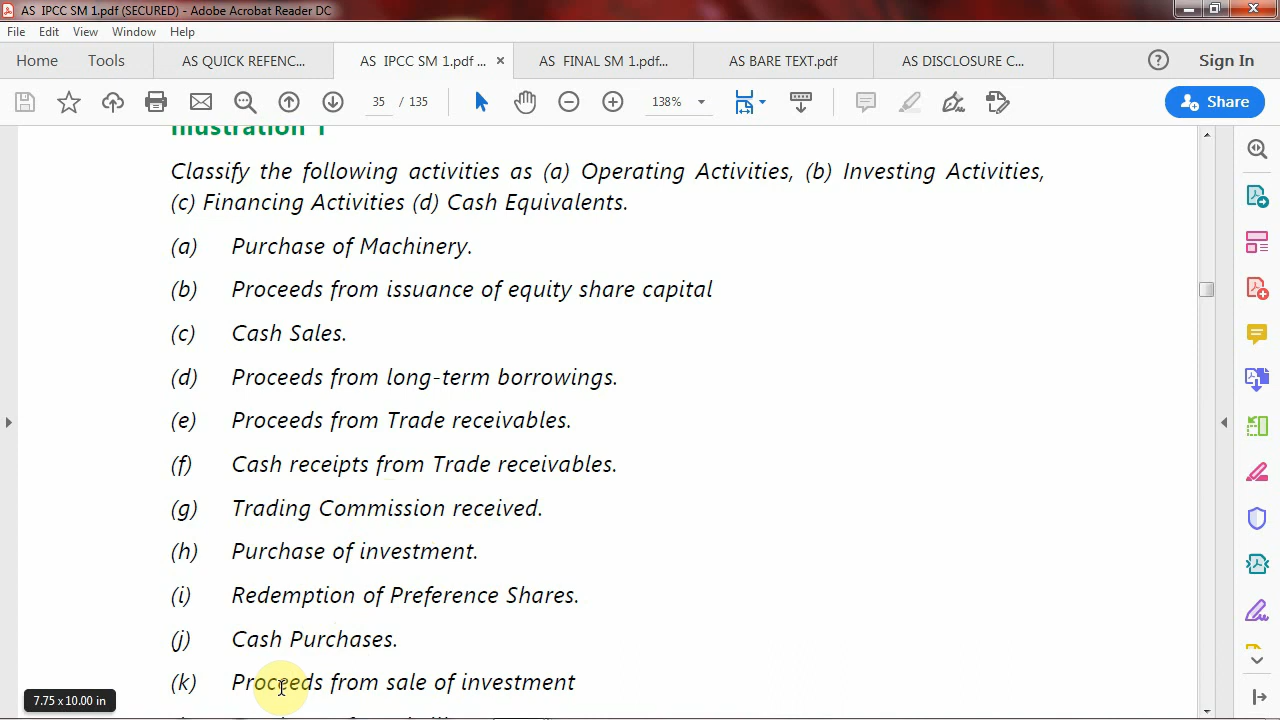 AS IPCC SM 1.pdf (SECURED) - Adobe Acrobat Reader DC
File Edit View Window Help
Home Tools AS QUICK REFENC... AS IPCC SM 1.pdf ... × AS FINAL SM 1.pdf... AS BARE TEXT.pdf AS DISCLOSURE C... Sign In
35 / 135 138% Share
Illustration 1
Classify the following activities as (a) Operating Activities, (b) Investing Activities,
(c) Financing Activities (d) Cash Equivalents.
(a) Purchase of Machinery.
(b) Proceeds from issuance of equity share capital
(c) Cash Sales.
(d) Proceeds from long-term borrowings.
(e) Proceeds from Trade receivables.
(f) Cash receipts from Trade receivables.
(g) Trading Commission received.
(h) Purchase of investment.
(i) Redemption of Preference Shares.
(j) Cash Purchases.
(k) Proceeds from sale of investment
7.75 x 10.00 in